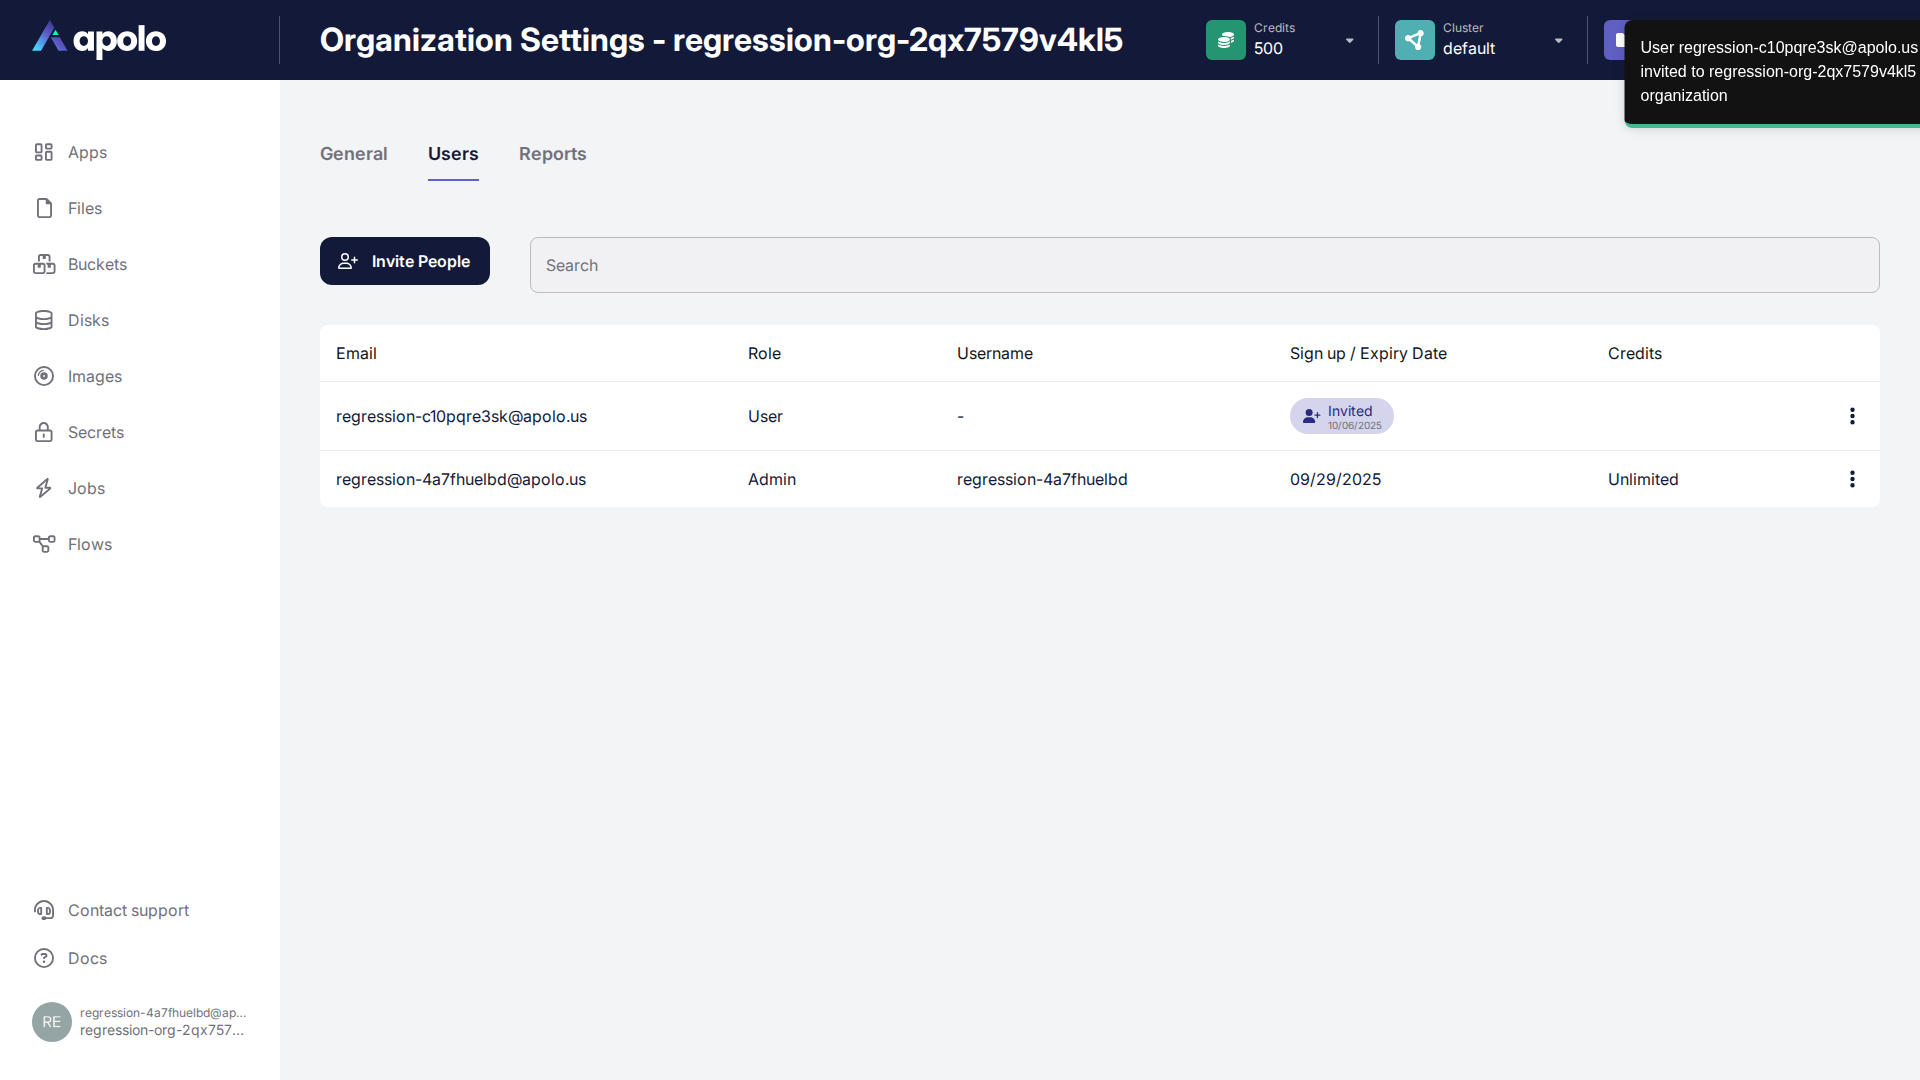 apolo
Organization Settings - regression-org-2qx7579v4kl5
Credits
500
Cluster
default
User regression-c10pqre3sk@apolo.us
invited to regression-org-2qx7579v4kl5
organization
Apps
Files
Buckets
Disks
Images
Secrets
Jobs
Flows
Contact support
Docs
RE
regression-4a7fhuelbd@ap...
regression-org-2qx757...
General
Users
Reports
Invite People
Search
Email
Role
Username
Sign up / Expiry Date
Credits
regression-c10pqre3sk@apolo.us
User
-
Invited
10/06/2025
regression-4a7fhuelbd@apolo.us
Admin
regression-4a7fhuelbd
09/29/2025
Unlimited